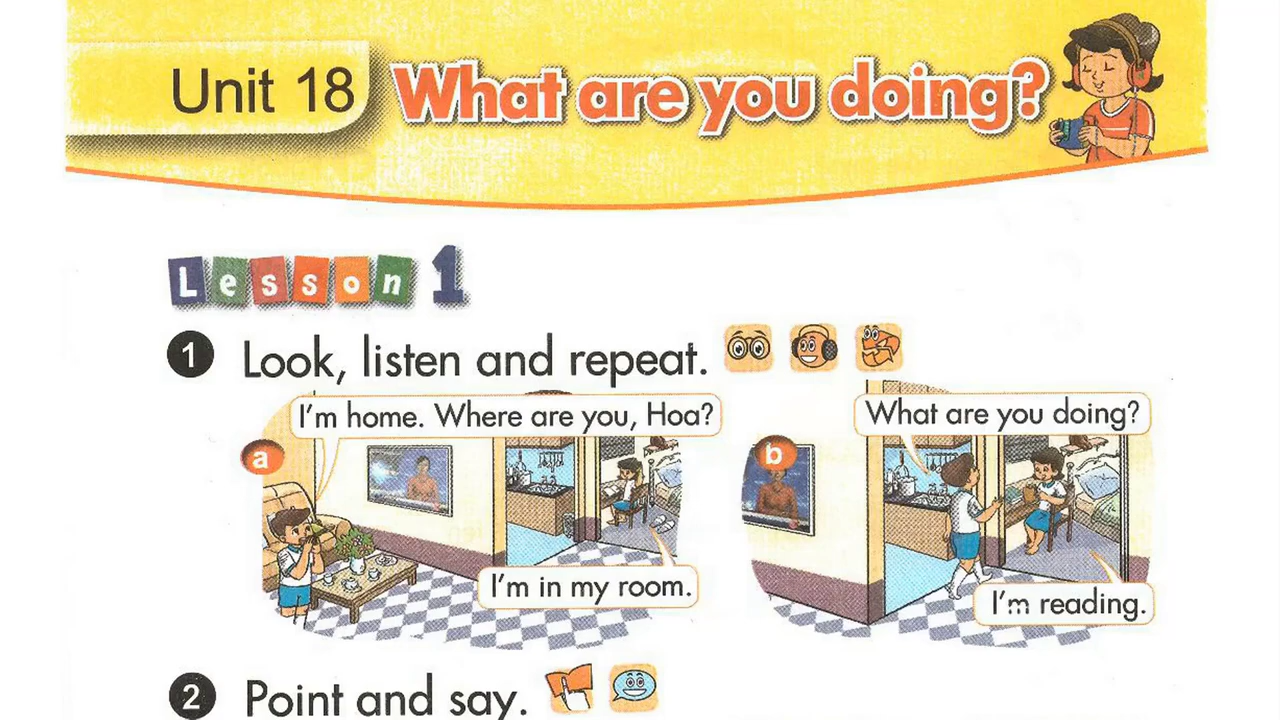 Unit 18 What are you doing?
Lesson 1
1 Look, listen and repeat.
I'm home. Where are you, Hoa?
a
I'm in my room.
What are you doing?
b
I'm reading.
2 Point and say.